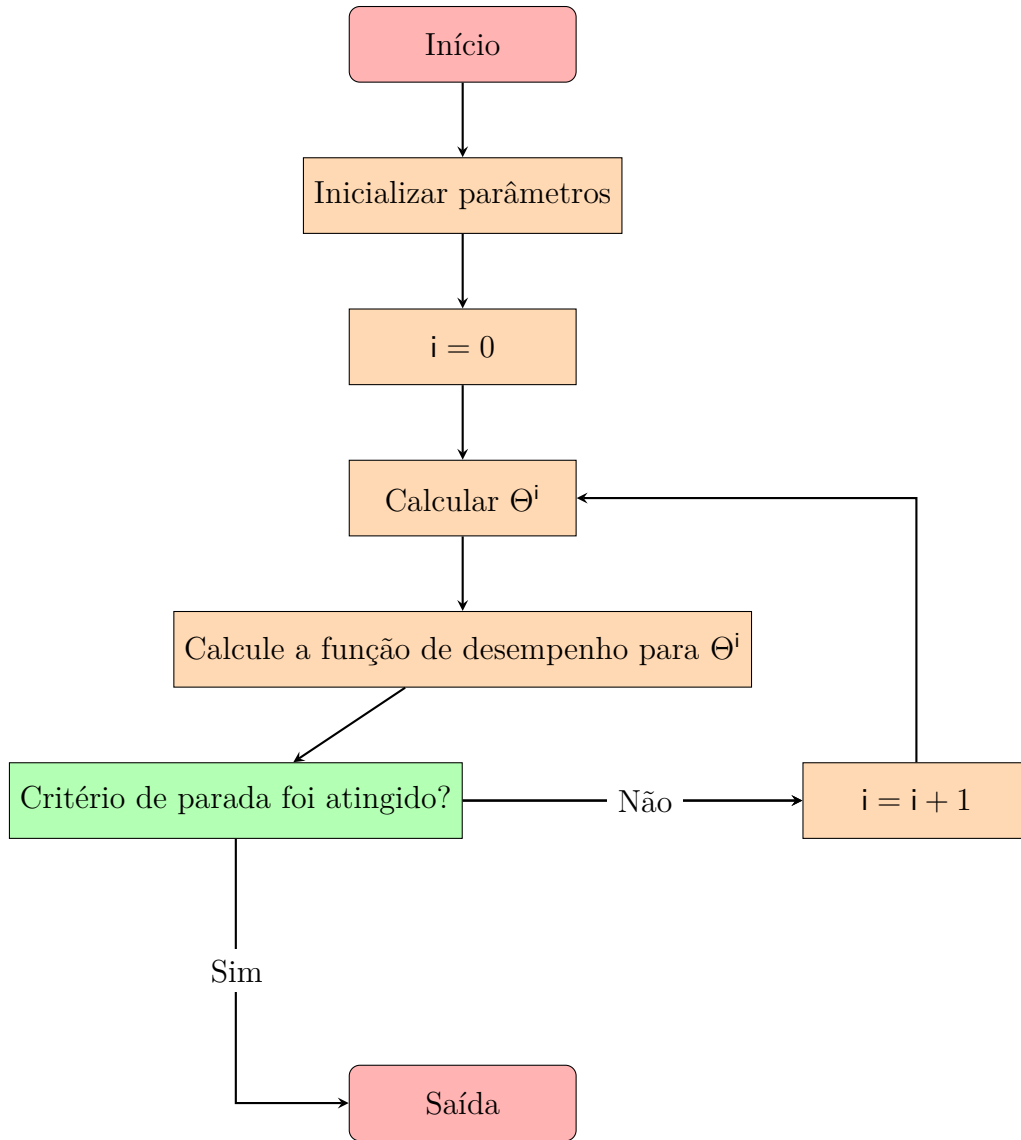 Início
Inicializar parâmetros
i = 0
Calcular Θⁱ
Calcule a função de desempenho para Θⁱ
Critério de parada foi atingido?
Não
i = i + 1
Sim
Saída